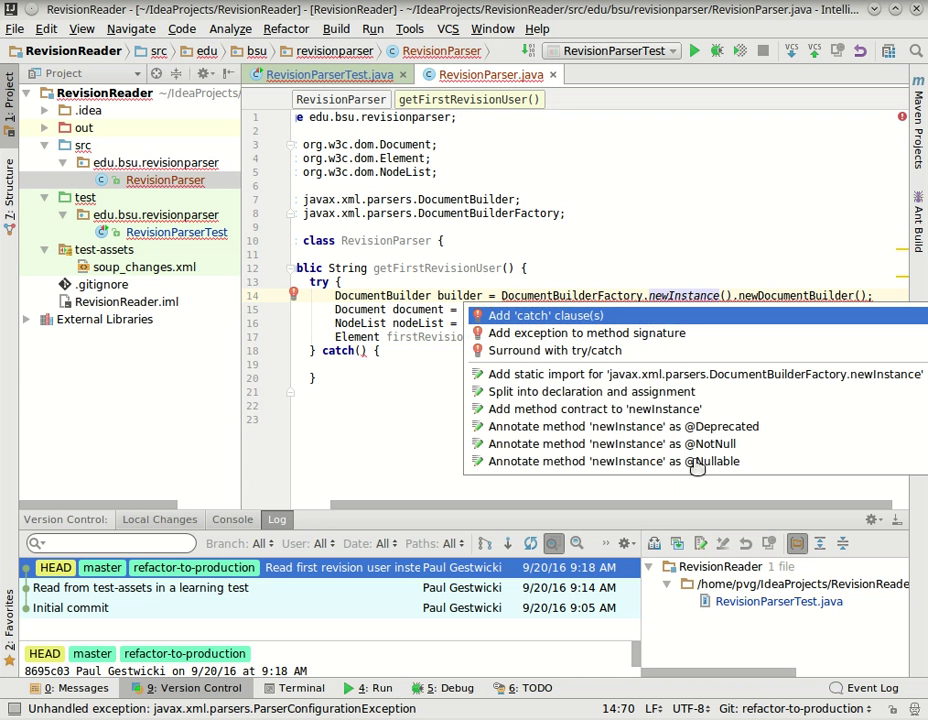 RevisionReader - [~/IdeaProjects/RevisionReader] - [RevisionReader] - ~/IdeaProjects/RevisionReader/src/edu/bsu/revisionparser/RevisionParser.java - Intelli...
File Edit View Navigate Code Analyze Refactor Build Run Tools VCS Window Help
RevisionReader src edu bsu revisionparser RevisionParser RevisionParserTest VCS VCS
1: Project
7: Structure
2: Favorites
Project
RevisionReader ~/IdeaProjects/
.idea
out
src
edu.bsu.revisionparser
RevisionParser
test
edu.bsu.revisionparser
RevisionParserTest
test-assets
soup_changes.xml
.gitignore
RevisionReader.iml
External Libraries
RevisionParserTest.java RevisionParser.java
RevisionParser getFirstRevisionUser()
1 e edu.bsu.revisionparser;
2
3 org.w3c.dom.Document;
4 org.w3c.dom.Element;
5 org.w3c.dom.NodeList;
6
7 javax.xml.parsers.DocumentBuilder;
8 javax.xml.parsers.DocumentBuilderFactory;
9
10 class RevisionParser {
11
12 blic String getFirstRevisionUser() {
13 try {
14 DocumentBuilder builder = DocumentBuilderFactory.newInstance().newDocumentBuilder();
15 Document document =
16 NodeList nodeList =
17 Element firstRevisio
18 } catch() {
19
20 }
21
22
23
Add 'catch' clause(s)
Add exception to method signature
Surround with try/catch
Add static import for 'javax.xml.parsers.DocumentBuilderFactory.newInstance'
Split into declaration and assignment
Add method contract to 'newInstance'
Annotate method 'newInstance' as @Deprecated
Annotate method 'newInstance' as @NotNull
Annotate method 'newInstance' as @Nullable
Maven Projects
Ant Build
Version Control: Local Changes Console Log
Branch: All User: All Date: All Paths: All
HEAD master refactor-to-production Read first revision user inste Paul Gestwicki 9/20/16 9:18 AM
Read from test-assets in a learning test Paul Gestwicki 9/20/16 9:14 AM
Initial commit Paul Gestwicki 9/20/16 9:05 AM
RevisionReader 1 file
/home/pvg/IdeaProjects/RevisionReade
RevisionParserTest.java
HEAD master refactor-to-production
8695c03 Paul Gestwicki on 9/20/16 at 9:18 AM
0: Messages 9: Version Control Terminal 4: Run 5: Debug 6: TODO Event Log
Unhandled exception: javax.xml.parsers.ParserConfigurationException 14:70 LF÷ UTF-8÷ Git: refactor-to-production÷